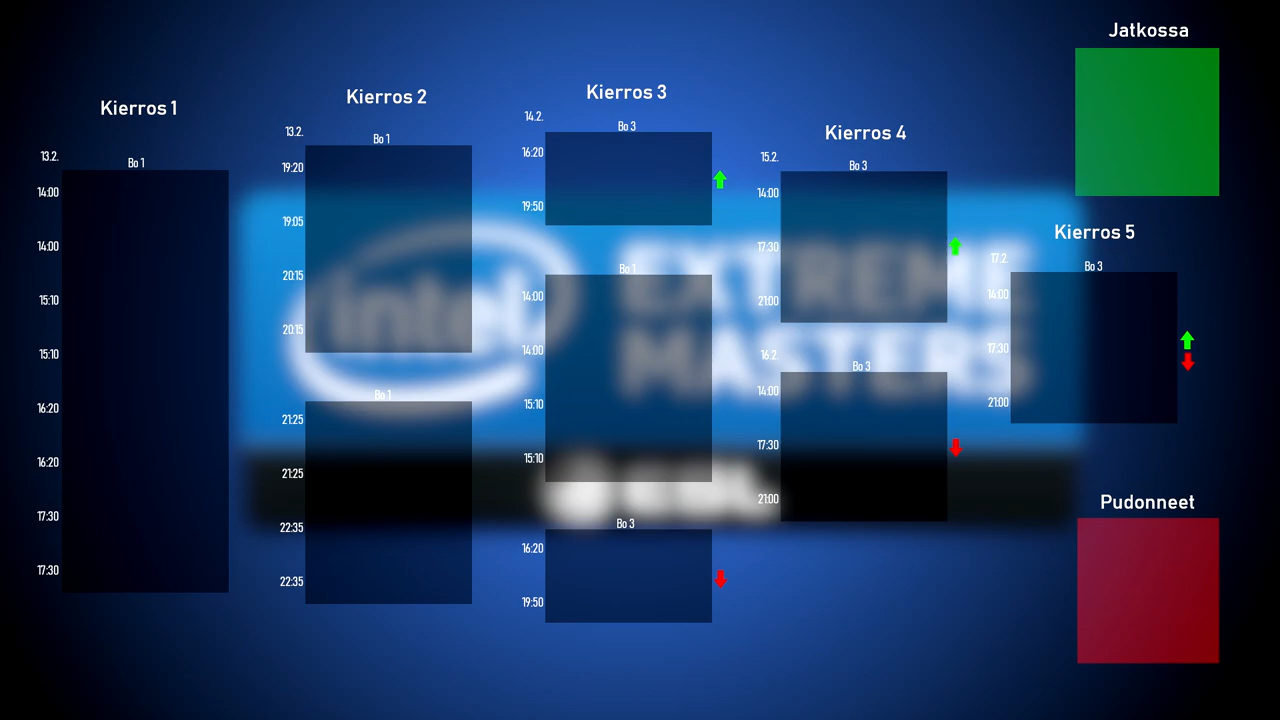 Jatkossa
Kierros 1
13.2.
Bo 1
14:00
14:00
15:10
15:10
16:20
16:20
17:30
17:30
Kierros 2
13.2.
Bo 1
19:20
19:05
20:15
20:15
Bo 1
21:25
21:25
22:35
22:35
Kierros 3
14.2.
Bo 3
16:20
19:50
Bo 1
14:00
14:00
15:10
15:10
Bo 3
16:20
19:50
Kierros 4
15.2.
Bo 3
14:00
17:30
21:00
16.2.
Bo 3
14:00
17:30
21:00
Kierros 5
17.2.
Bo 3
14:00
17:30
21:00
Pudonneet
intel
EXTREME
MASTERS
ESL